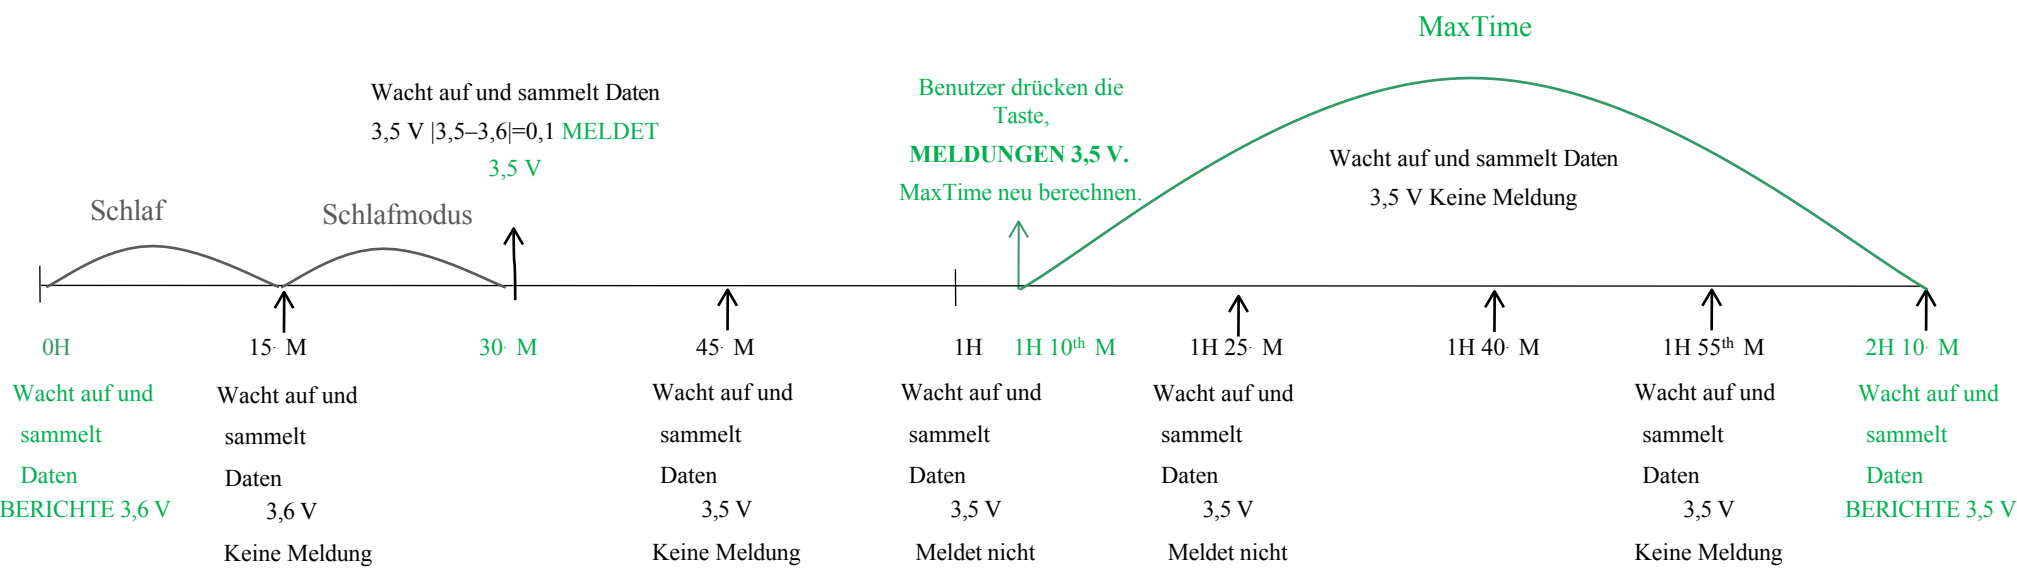 MaxTime
Wacht auf und sammelt Daten
3,5 V |3,5–3,6|=0,1 MELDET
3,5 V
Benutzer drücken die
Taste,
MELDUNGEN 3,5 V.
MaxTime neu berechnen.
Wacht auf und sammelt Daten
3,5 V Keine Meldung
Schlaf
Schlafmodus
0H
15. M
30. M
45. M
1H
1H 10th M
1H 25. M
1H 40. M
1H 55th M
2H 10. M
Wacht auf und
sammelt
Daten
BERICHTE 3,6 V
Wacht auf und
sammelt
Daten
3,6 V
Keine Meldung
Wacht auf und
sammelt
Daten
3,5 V
Keine Meldung
Wacht auf und
sammelt
Daten
3,5 V
Meldet nicht
Wacht auf und
sammelt
Daten
3,5 V
Meldet nicht
Wacht auf und
sammelt
Daten
3,5 V
Keine Meldung
Wacht auf und
sammelt
Daten
BERICHTE 3,5 V